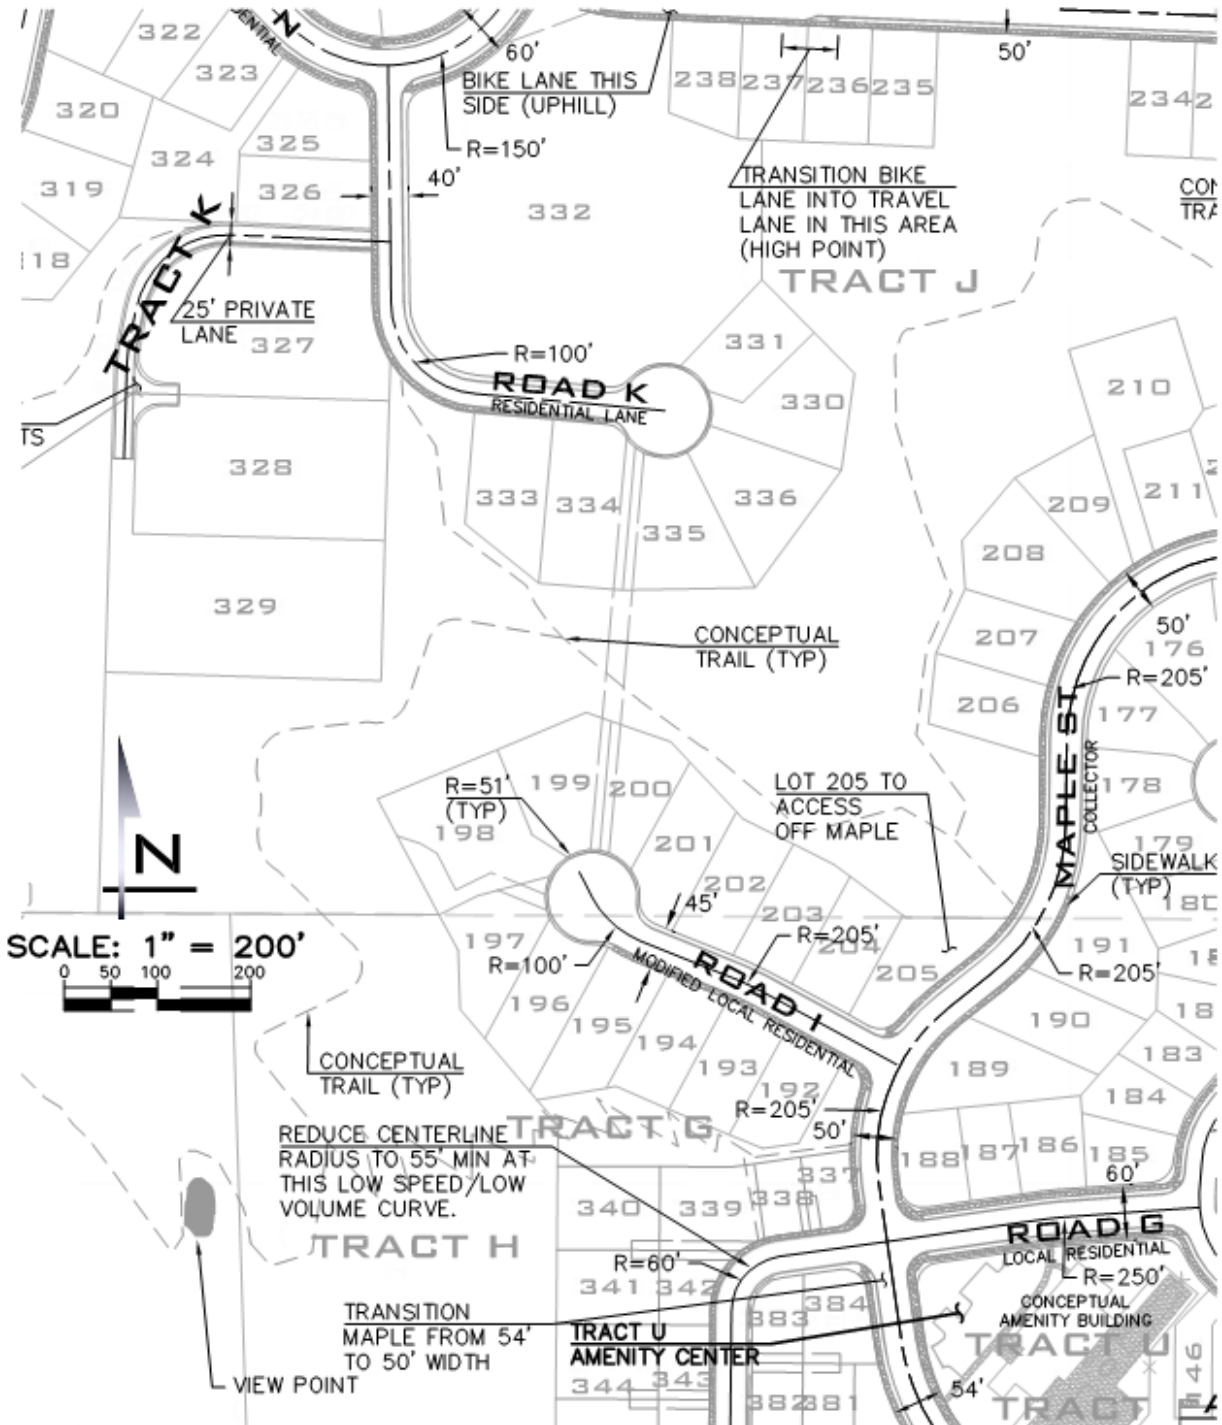 322
323
320
324
325
319
326
318
N
60'
BIKE LANE THIS
SIDE (UPHILL)
R=150'
40'
332
50'
238
237
236
235
234
TRANSITION BIKE
LANE INTO TRAVEL
LANE IN THIS AREA
(HIGH POINT)
TRACT J
TRACT K
25' PRIVATE
LANE
327
R=100'
ROAD K
RESIDENTIAL LANE
331
330
TS
328
333
334
335
336
329
210
211
209
208
207
206
50'
176
R=205'
177
178
179
180
CONCEPTUAL
TRAIL (TYP)
MAPLE ST
COLLECTOR
R=51'
(TYP)
199
200
198
201
202
203
204
205
LOT 205 TO
ACCESS
OFF MAPLE
SIDEWALK
(TYP)
N
SCALE: 1" = 200'
0 50 100 200
45'
R=205'
197
R=100'
ROAD I
MODIFIED LOCAL RESIDENTIAL
196
195
194
193
192
191
R=205'
190
189
183
184
CONCEPTUAL
TRAIL (TYP)
R=205'
50'
TRACT G
188
187
186
185
REDUCE CENTERLINE
RADIUS TO 55' MIN AT
THIS LOW SPEED/LOW
VOLUME CURVE.
337
338
339
340
60'
ROAD G
LOCAL RESIDENTIAL
TRACT H
R=60'
R=250'
341
342
CONCEPTUAL
AMENITY BUILDING
TRANSITION
MAPLE FROM 54'
TO 50' WIDTH
383
384
TRACT U
AMENITY CENTER
TRACT U
VIEW POINT
344
343
382
381
54'
TRACT
46